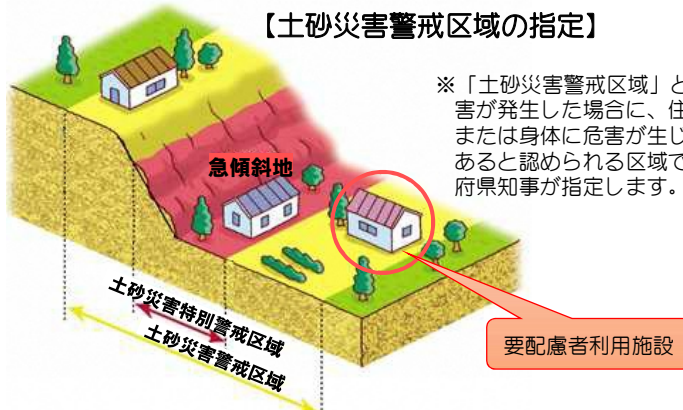 【土砂災害警戒区域の指定】
※「土砂災害警戒区域」と
害が発生した場合に、住
または身体に危害が生じ
あると認められる区域で
府県知事が指定します。
急傾斜地
土砂災害特別警戒区域
土砂災害警戒区域
要配慮者利用施設